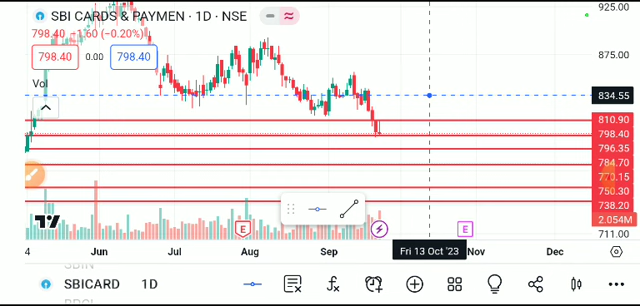 SBI CARDS & PAYMEN · 1D · NSE
925.00
798.40 −1.60 (−0.20%)
798.40 0.00 798.40
875.00
Vol
834.55
810.90
798.40
796.35
784.70
750.30
738.20
2.054M
711.00
E E
4 Jun Jul Aug Sep Fri 13 Oct '23 Nov Dec
SBICARD 1D